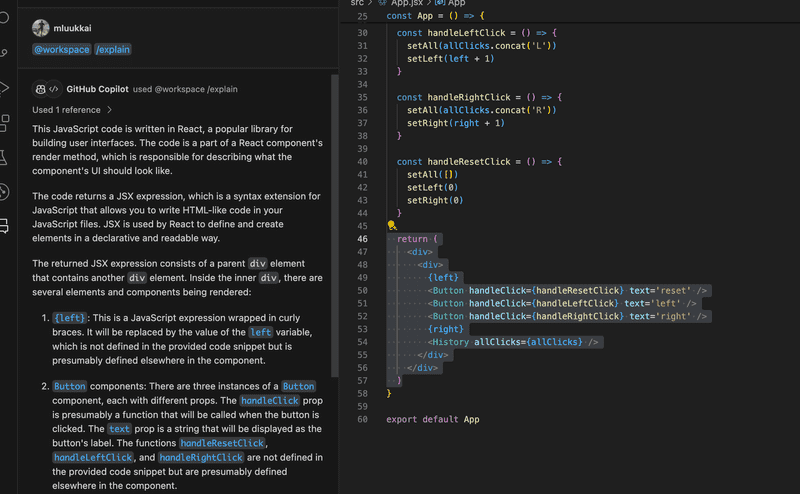 mluukkai
@workspace /explain
GitHub Copilot used @workspace /explain
Used 1 reference >
This JavaScript code is written in React, a popular library for
building user interfaces. The code is a part of a React component's
render method, which is responsible for describing what the
component's UI should look like.
The code returns a JSX expression, which is a syntax extension for
JavaScript that allows you to write HTML-like code in your
JavaScript files. JSX is used by React to define and create
elements in a declarative and readable way.
The returned JSX expression consists of a parent div element
that contains another div element. Inside the inner div, there are
several elements and components being rendered:
1. {left}: This is a JavaScript expression wrapped in curly
braces. It will be replaced by the value of the left variable,
which is not defined in the provided code snippet but is
presumably defined elsewhere in the component.
2. Button components: There are three instances of a Button
component, each with different props. The handleClick prop
is presumably a function that will be called when the button is
clicked. The text prop is a string that will be displayed as the
button's label. The functions handleResetClick,
handleLeftClick, and handleRightClick are not defined in
the provided code snippet but are presumably defined
elsewhere in the component.
src > App.jsx > App
25 const App = () => {
30 const handleLeftClick = () => {
31 setAll(allClicks.concat('L'))
32 setLeft(left + 1)
33 }
34
35 const handleRightClick = () => {
36 setAll(allClicks.concat('R'))
37 setRight(right + 1)
38 }
39
40 const handleResetClick = () => {
41 setAll([])
42 setLeft(0)
43 setRight(0)
44 }
45
46 return (
47 <div>
48 <div>
49 {left}
50 <Button handleClick={handleResetClick} text='reset' />
51 <Button handleClick={handleLeftClick} text='left' />
52 <Button handleClick={handleRightClick} text='right' />
53 {right}
54 <History allClicks={allClicks} />
55 </div>
56 </div>
57 )
58 }
59
60 export default App